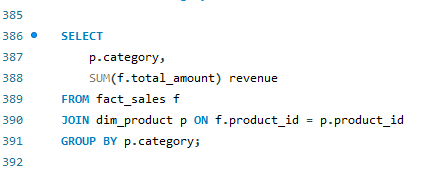 385
386 SELECT
387 p.category,
388 SUM(f.total_amount) revenue
389 FROM fact_sales f
390 JOIN dim_product p ON f.product_id = p.product_id
391 GROUP BY p.category;
392